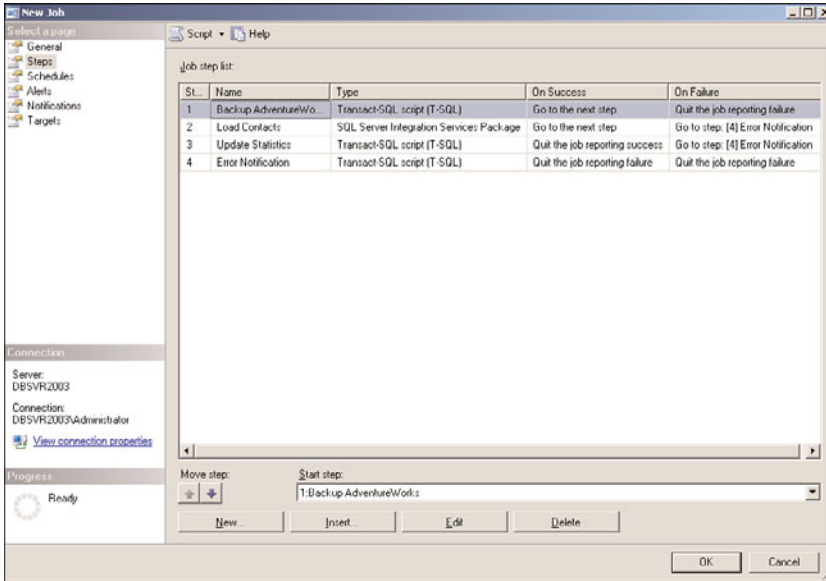 New Job
Select a page
General
Steps
Schedules
Alerts
Notifications
Targets
Script Help
Job step list:
St... Name Type On Success On Failure
1 Backup AdventureWo... Transact-SQL script (T-SQL) Go to the next step Quit the job reporting failure
2 Load Contacts SQL Server Integration Services Package Go to the next step Go to step: [4] Error Notification
3 Update Statistics Transact-SQL script (T-SQL) Quit the job reporting success Go to step: [4] Error Notification
4 Error Notification Transact-SQL script (T-SQL) Quit the job reporting failure Quit the job reporting failure
Connection
Server:
DBSVR2003
Connection:
DBSVR2003\Administrator
View connection properties
Progress
Ready
Move step: Start step:
1:Backup AdventureWorks
New... Insert... Edit Delete
OK Cancel